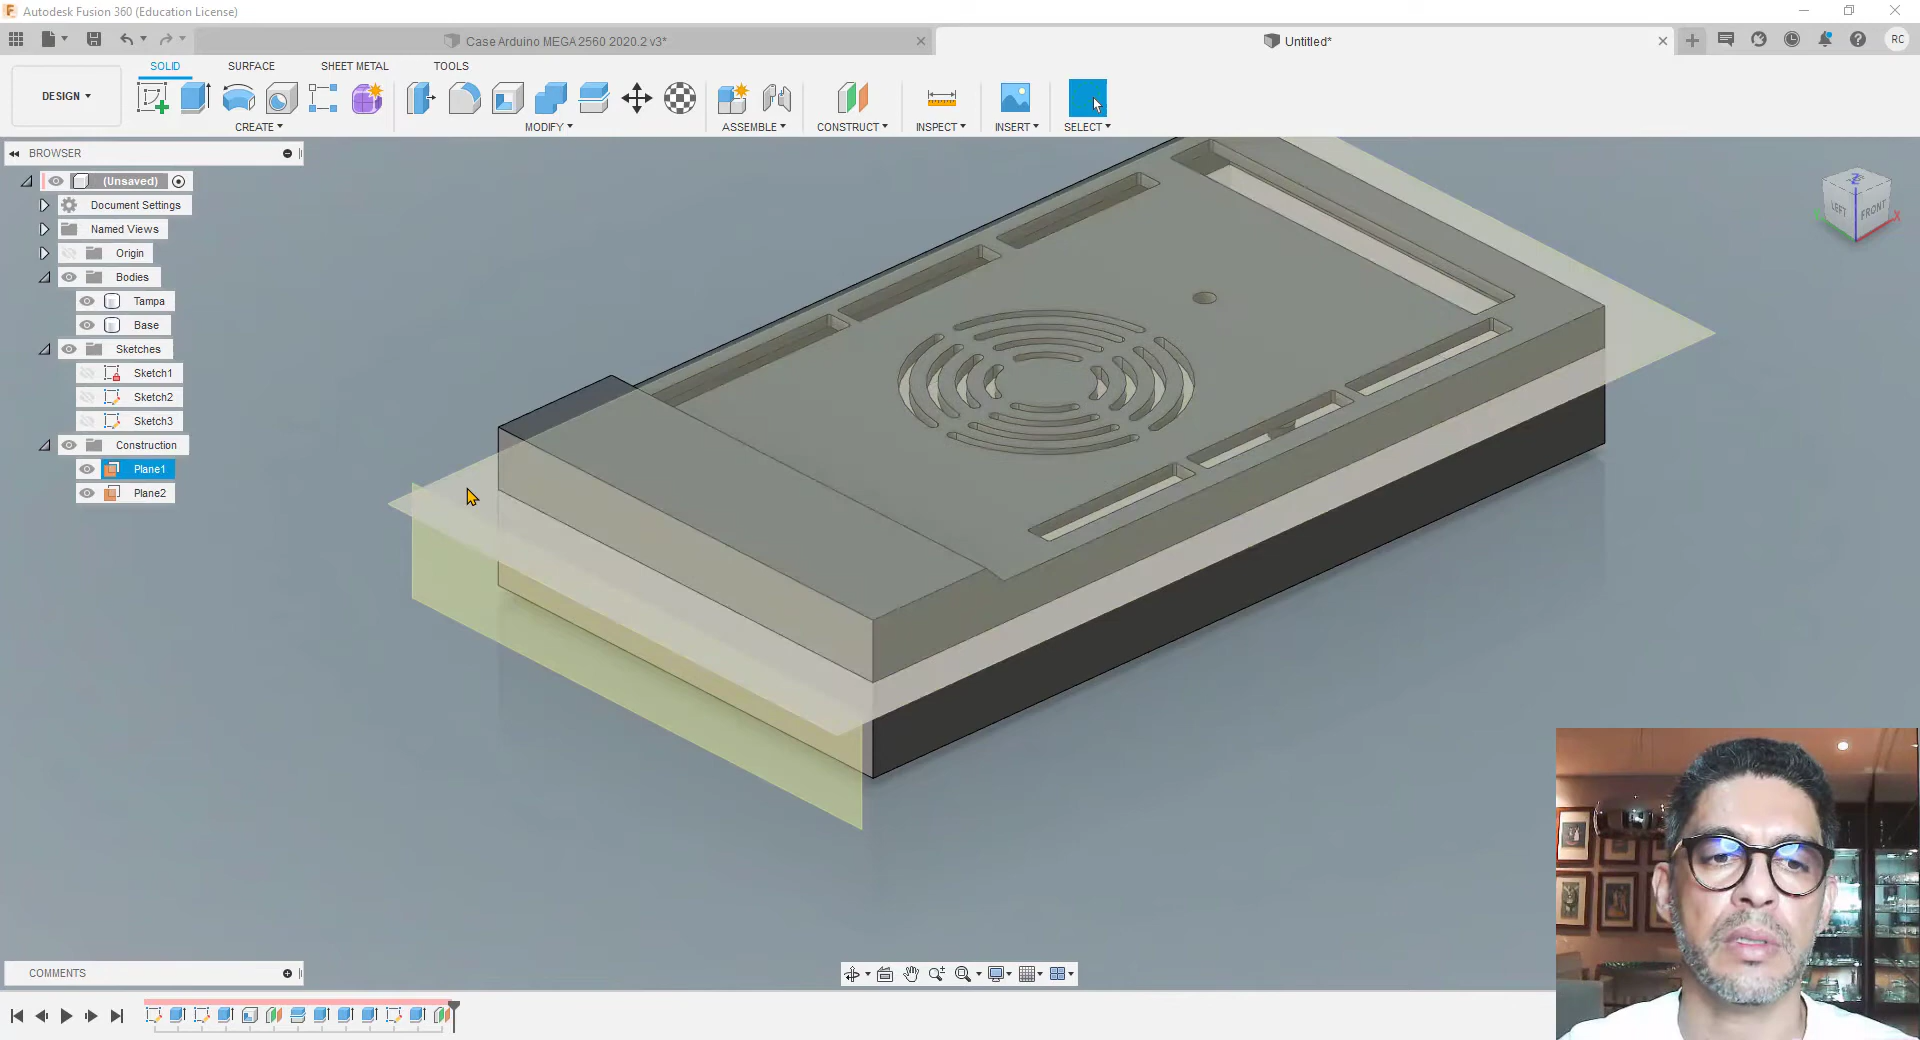 Autodesk Fusion 360 (Education License)
Case Arduino MEGA 2560 2020.2 v3*
Untitled*
RC
DESIGN
SOLID
SURFACE
SHEET METAL
TOOLS
CREATE
MODIFY
ASSEMBLE
CONSTRUCT
INSPECT
INSERT
SELECT
BROWSER
(Unsaved)
Document Settings
Named Views
Origin
Bodies
Tampa
Base
Sketches
Sketch1
Sketch2
Sketch3
Construction
Plane1
Plane2
Z
LEFT
FRONT
X
COMMENTS